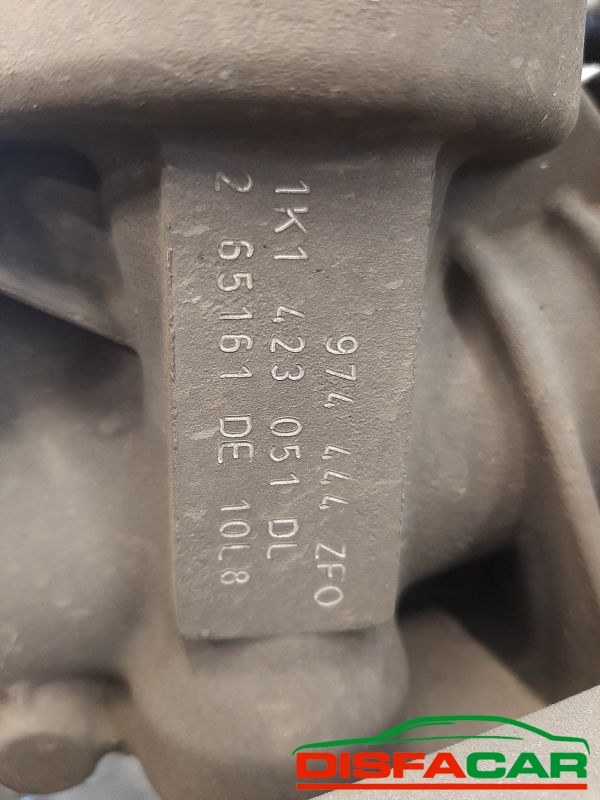 974 444 ZF0
1K1 423 051 DL
2 65161 DE 10L8
DISFACAR